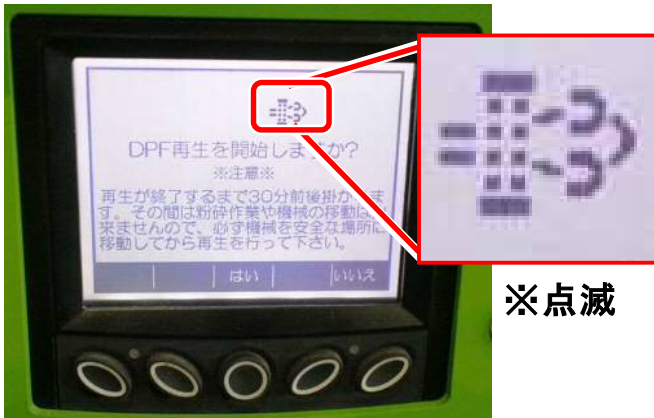 DPF再生を開始しますか?
※注意※
再生が終了するまで30分前後掛かりま
す。その間は粉砕作業や機械の移動は
来ませんので、必ず機械を安全な場所に
移動してから再生を行って下さい。
はい いいえ
※点滅